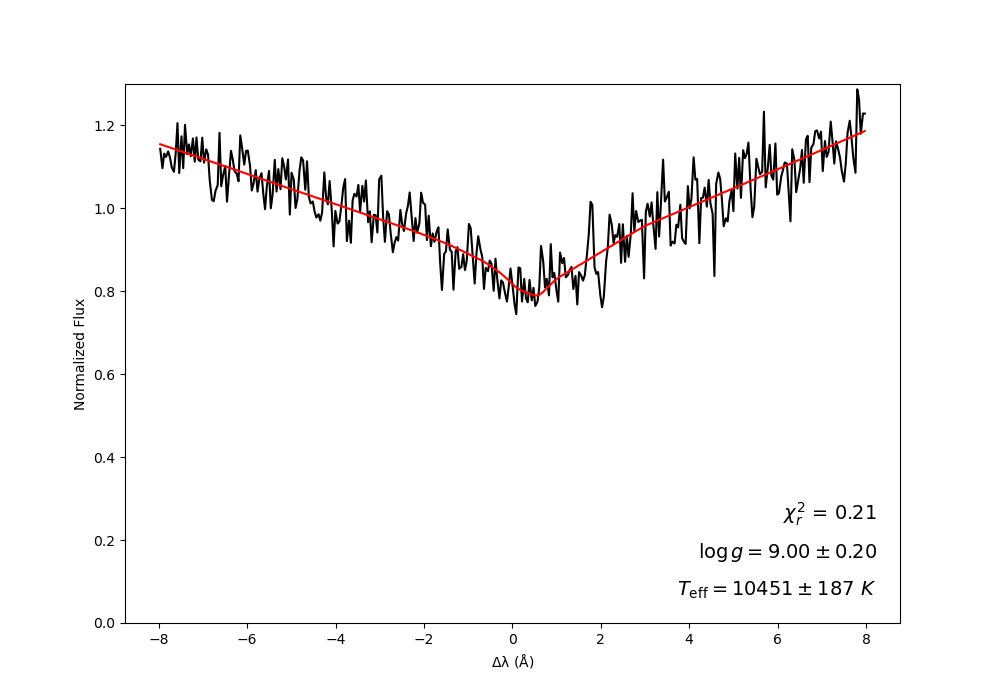 1.2
1.0
0.8
0.6
0.4
0.2
0.0
Normalized Flux
χ²ᵣ = 0.21
log g = 9.00 ± 0.20
T_eff = 10451 ± 187 K
−8 −6 −4 −2 0 2 4 6 8
Δλ (Å)